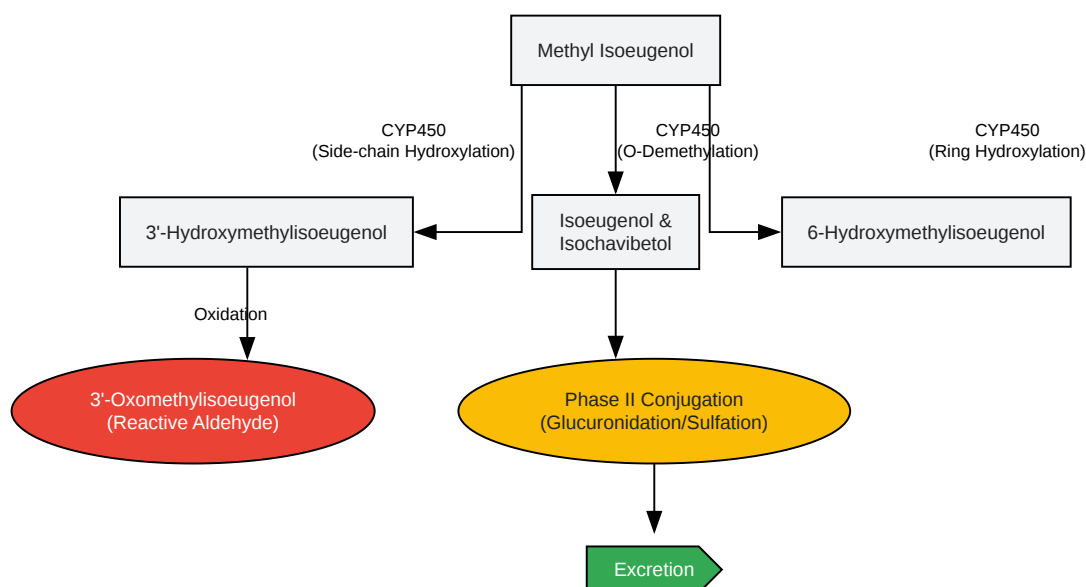 Methyl Isoeugenol
CYP450
(Side-chain Hydroxylation)
CYP450
(O-Demethylation)
CYP450
(Ring Hydroxylation)
3'-Hydroxymethylisoeugenol
Isoeugenol &
Isochavibetol
6-Hydroxymethylisoeugenol
Oxidation
3'-Oxomethylisoeugenol
(Reactive Aldehyde)
Phase II Conjugation
(Glucuronidation/Sulfation)
Excretion